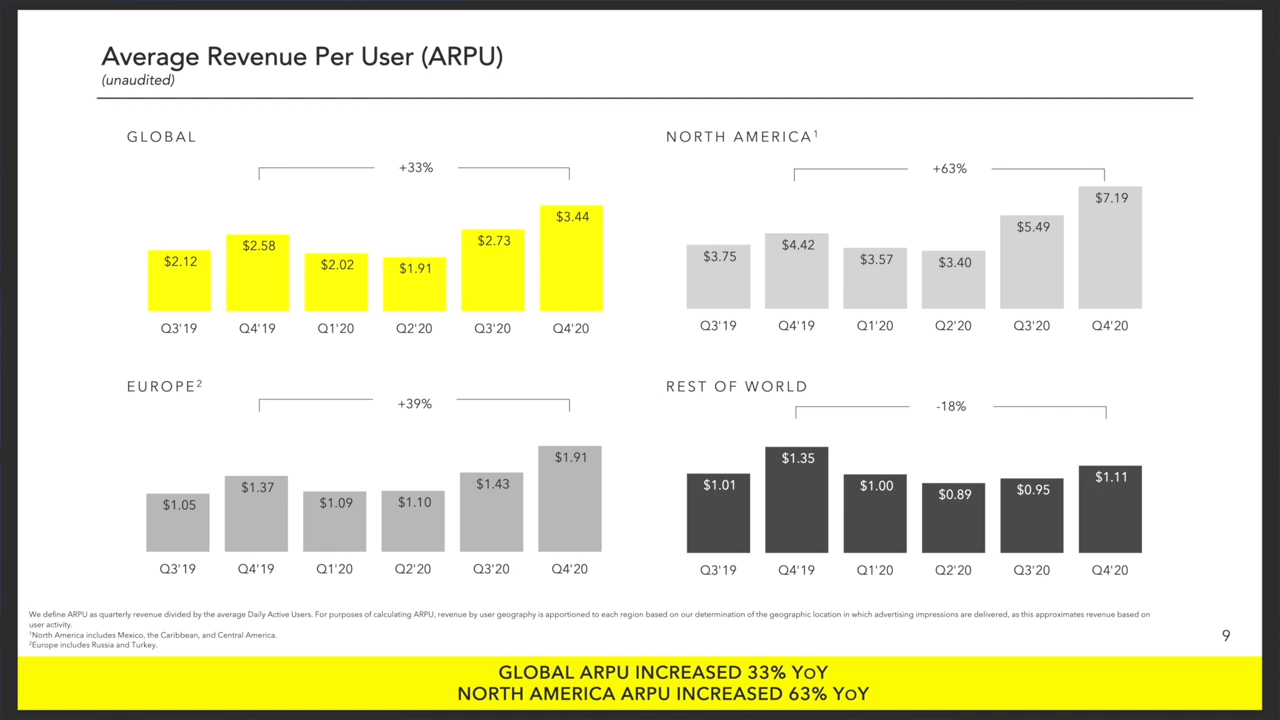 Average Revenue Per User (ARPU)
(unaudited)
GLOBAL
+33%
$2.12 $2.58 $2.02 $1.91 $2.73 $3.44
Q3'19 Q4'19 Q1'20 Q2'20 Q3'20 Q4'20
NORTH AMERICA¹
+63%
$3.75 $4.42 $3.57 $3.40 $5.49 $7.19
Q3'19 Q4'19 Q1'20 Q2'20 Q3'20 Q4'20
EUROPE²
+39%
$1.05 $1.37 $1.09 $1.10 $1.43 $1.91
Q3'19 Q4'19 Q1'20 Q2'20 Q3'20 Q4'20
REST OF WORLD
-18%
$1.01 $1.35 $1.00 $0.89 $0.95 $1.11
Q3'19 Q4'19 Q1'20 Q2'20 Q3'20 Q4'20
We define ARPU as quarterly revenue divided by the average Daily Active Users. For purposes of calculating ARPU, revenue by user geography is apportioned to each region based on our determination of the geographic location in which advertising impressions are delivered, as this approximates revenue based on
user activity.
¹North America includes Mexico, the Caribbean, and Central America.
²Europe includes Russia and Turkey.
9
GLOBAL ARPU INCREASED 33% YoY
NORTH AMERICA ARPU INCREASED 63% YoY